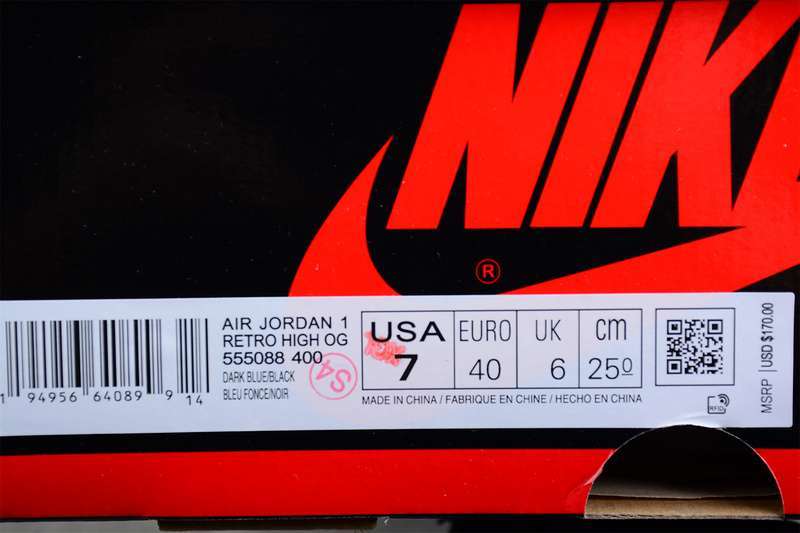 NIK
®
AIR JORDAN 1
RETRO HIGH OG
555088 400
DARK BLUE/BLACK
BLEU FONCE/NOIR
S4
USA
7
EURO
40
UK
6
cm
250
MADE IN CHINA / FABRIQUE EN CHINE / HECHO EN CHINA
1 94956 64089 9 14
RFID
MSRP | USD $170.00